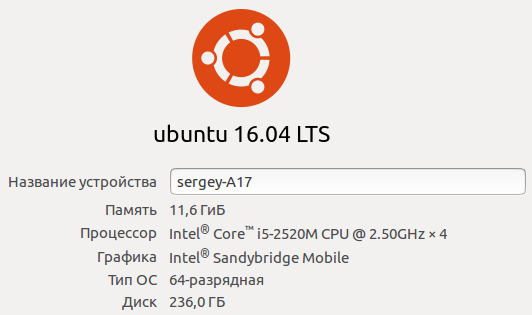 ubuntu 16.04 LTS
Название устройства sergey-A17
Память 11,6 ГиБ
Процессор Intel® Core™ i5-2520M CPU @ 2.50GHz × 4
Графика Intel® Sandybridge Mobile
Тип ОС 64-разрядная
Диск 236,0 ГБ